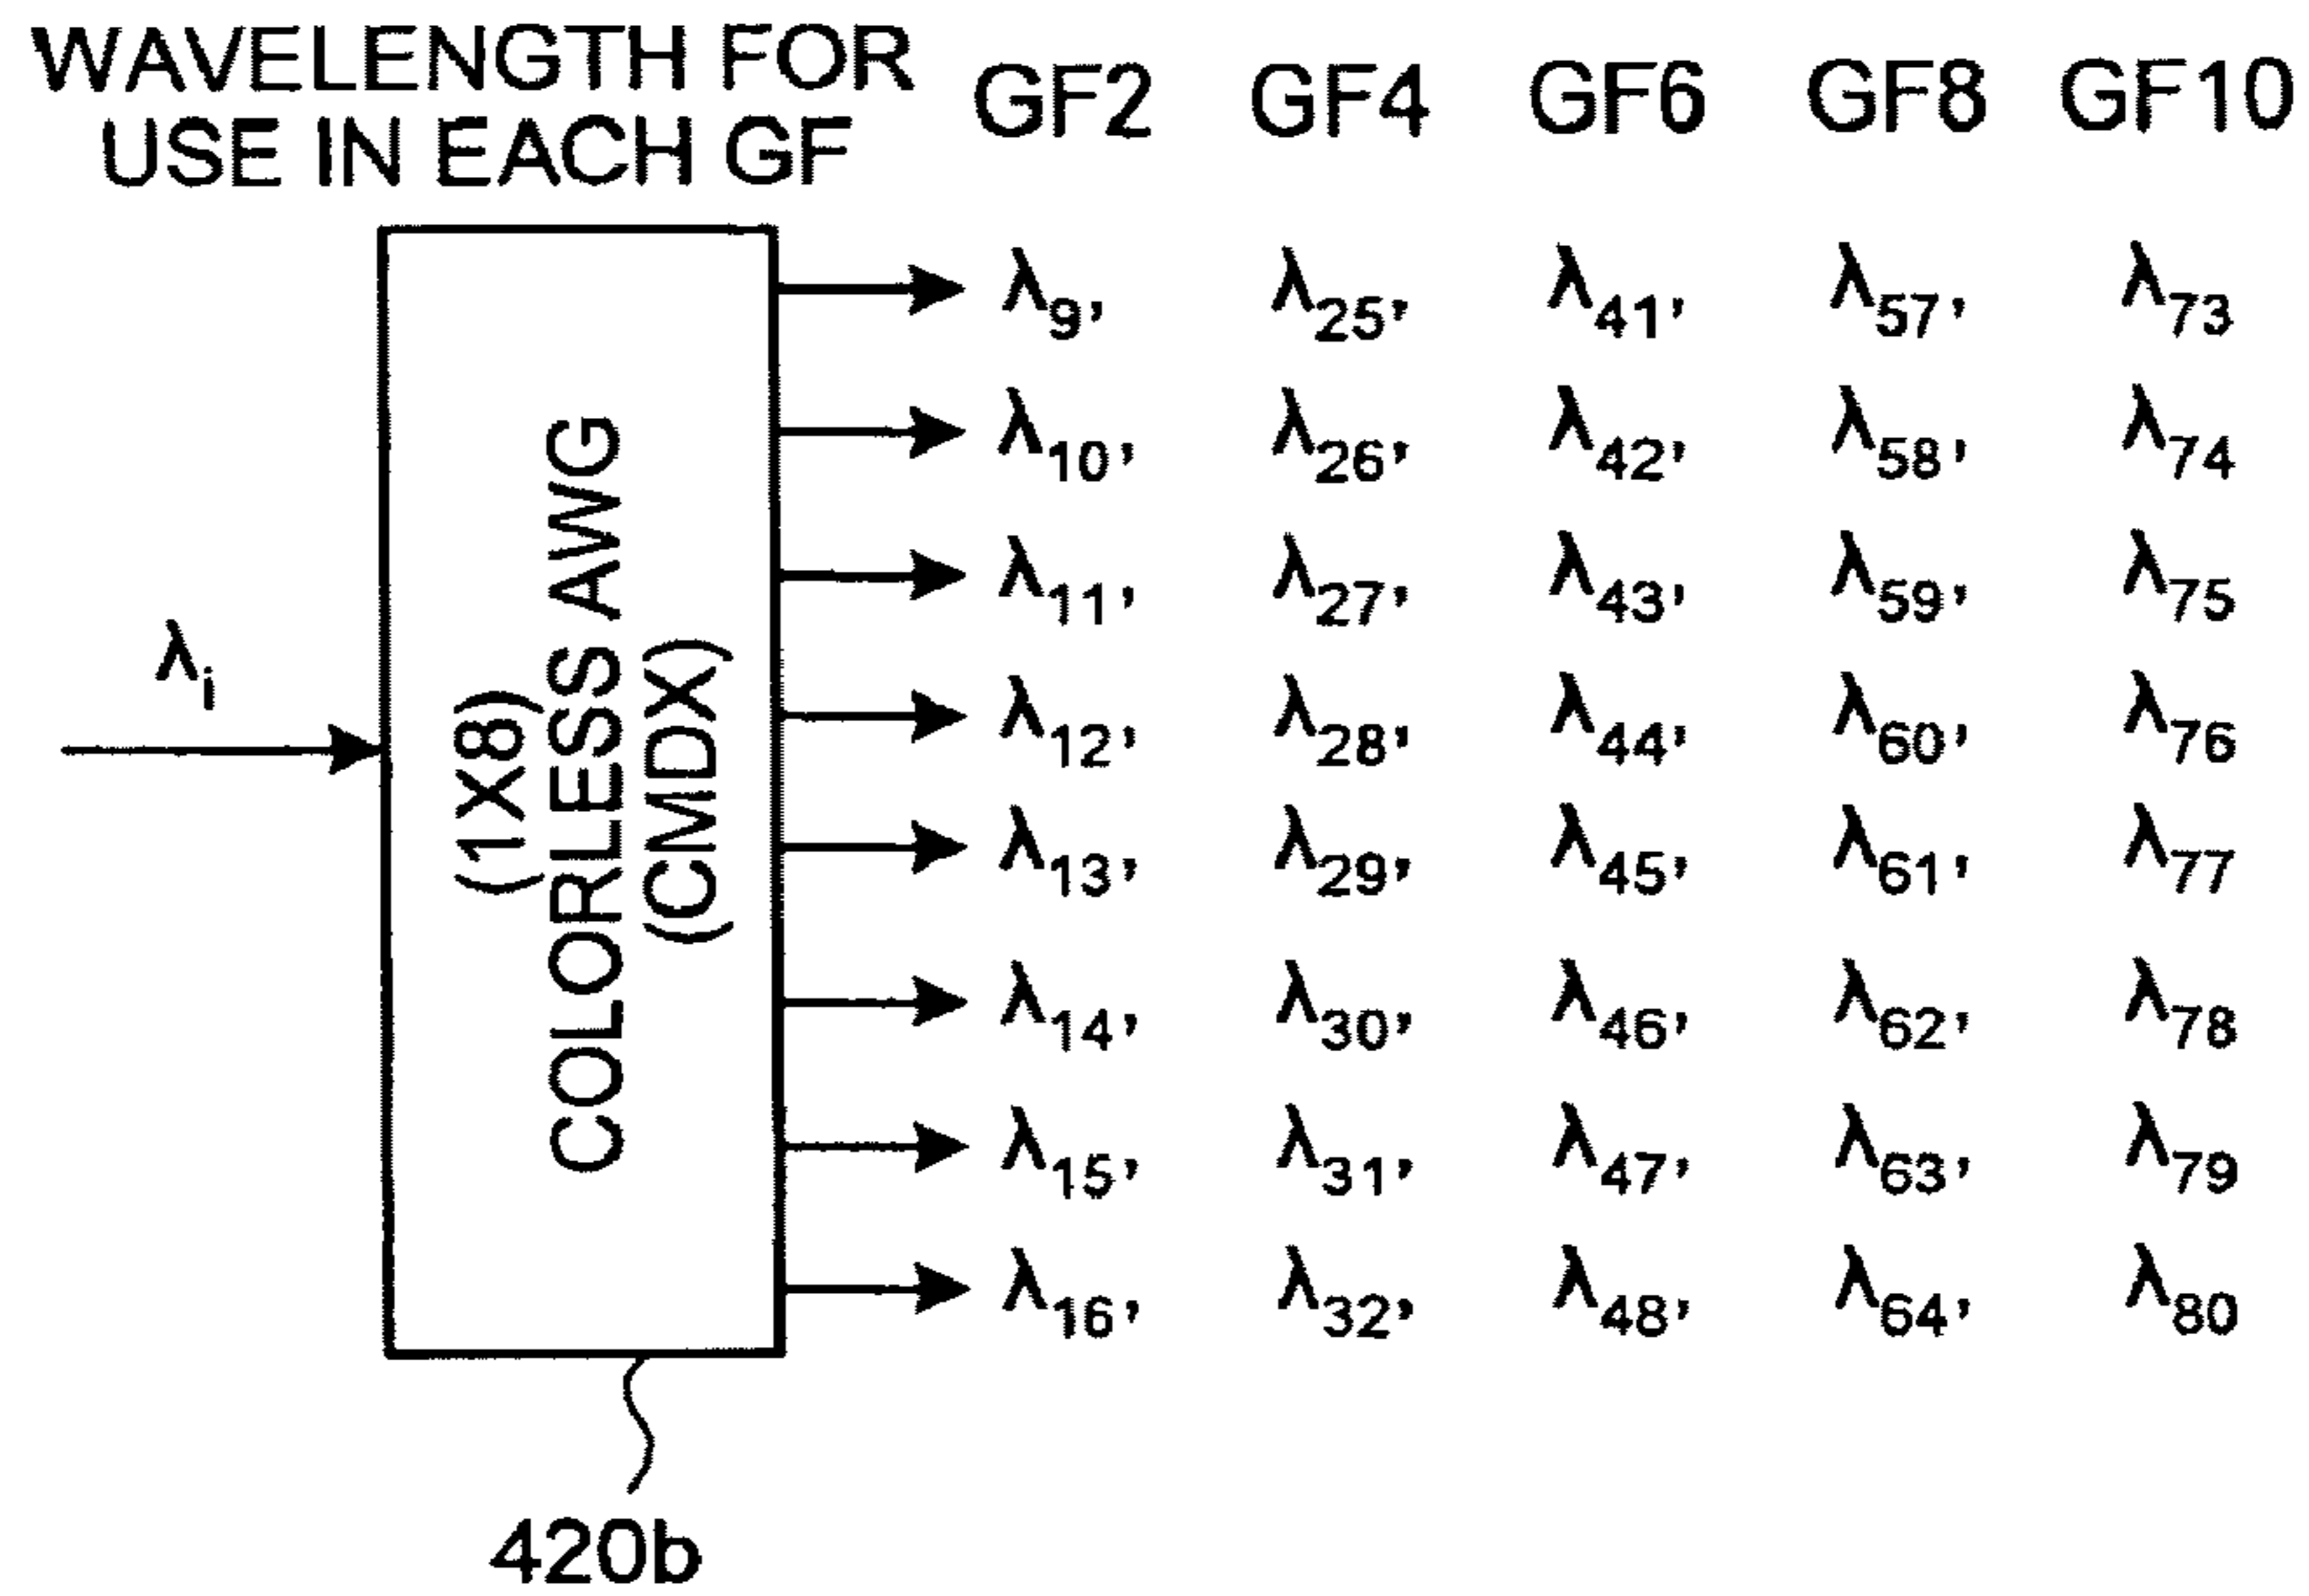 WAVELENGTH FOR
USE IN EACH GF
GF2 GF4 GF6 GF8 GF10
λ9, λ25, λ41, λ57, λ73
λ10, λ26, λ42, λ58, λ74
λ11, λ27, λ43, λ59, λ75
λ12, λ28, λ44, λ60, λ76
λ13, λ29, λ45, λ61, λ77
λ14, λ30, λ46, λ62, λ78
λ15, λ31, λ47, λ63, λ79
λ16, λ32, λ48, λ64, λ80
λi
(1X8)
COLORLESS AWG
(CMDX)
420b